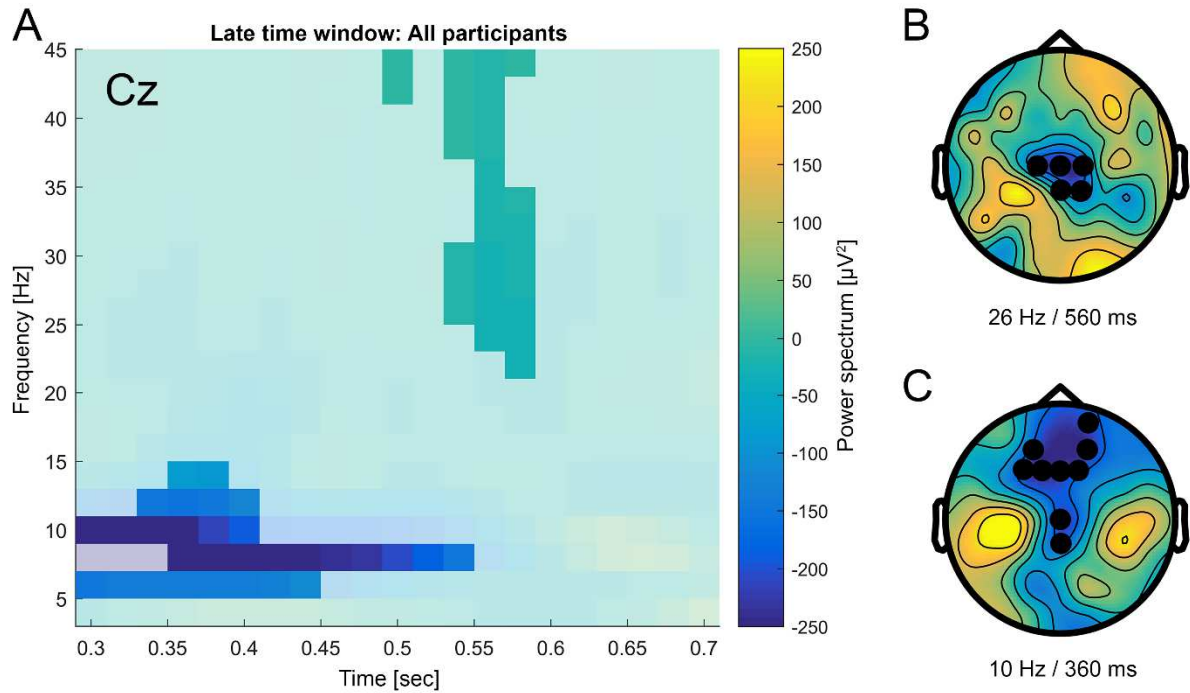 A
Late time window: All participants
Cz
Frequency [Hz]
45
40
35
30
25
20
15
10
5
0.3 0.35 0.4 0.45 0.5 0.55 0.6 0.65 0.7
Time [sec]
250
200
150
100
50
0
-50
-100
-150
-200
-250
Power spectrum [µV²]
B
26 Hz / 560 ms
C
10 Hz / 360 ms